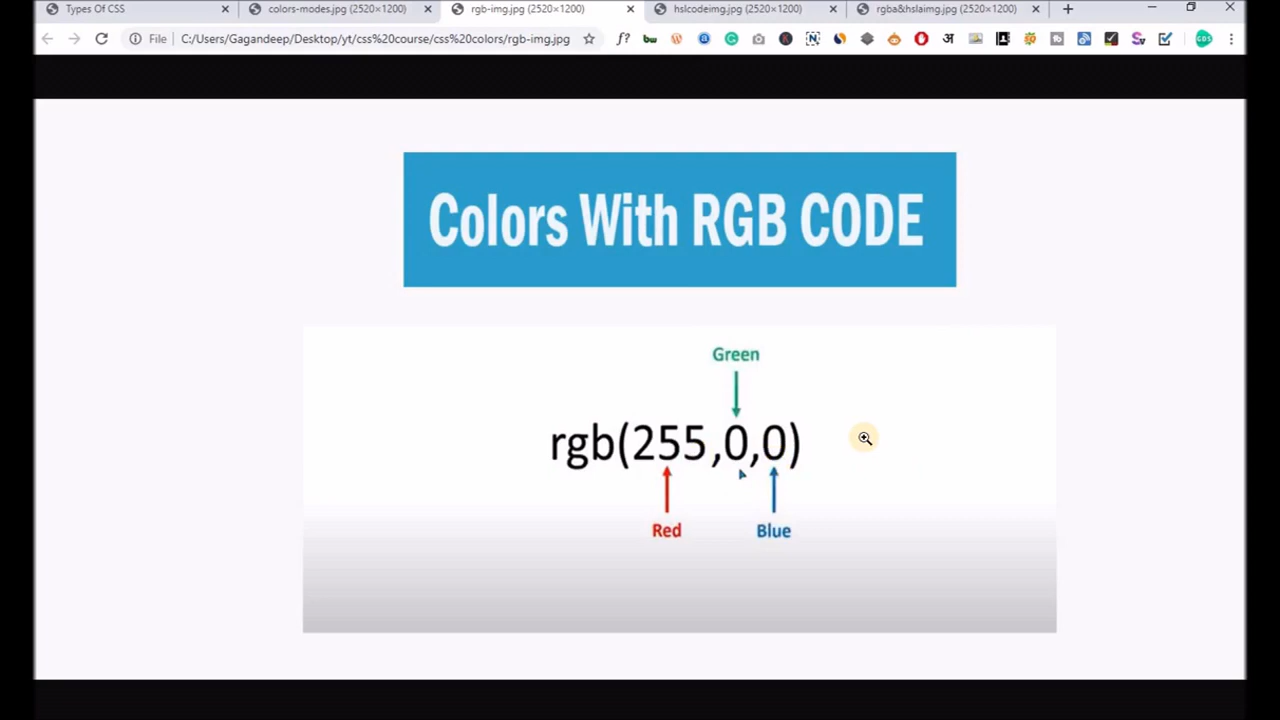 Types Of CSS
colors-modes.jpg (2520×1200)
rgb-img.jpg (2520×1200)
hslcodeimg.jpg (2520×1200)
rgba&hslaimg.jpg (2520×1200)
File
C:/Users/Gagandeep/Desktop/yt/css%20course/css%20colors/rgb-img.jpg
f?
Colors With RGB CODE
Green
rgb(255,0,0)
Red
Blue